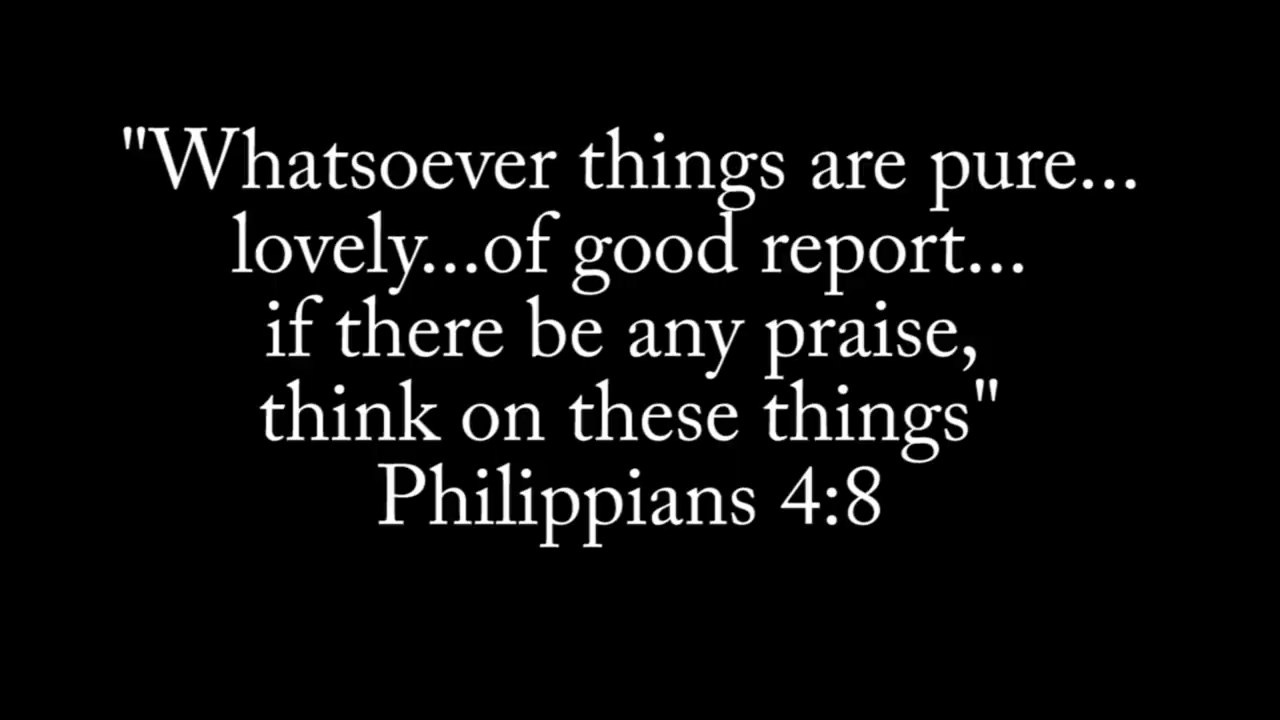 "Whatsoever things are pure...
lovely...of good report...
if there be any praise,
think on these things"
Philippians 4:8